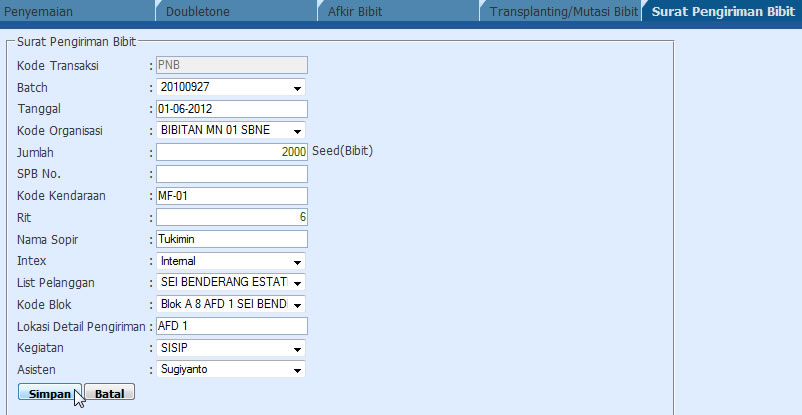 Penyemaian Doubletone Afkir Bibit Transplanting/Mutasi Bibit Surat Pengiriman Bibit
Surat Pengiriman Bibit
Kode Transaksi : PNB
Batch : 20100927
Tanggal : 01-06-2012
Kode Organisasi : BIBITAN MN 01 SBNE
Jumlah : 2000 Seed(Bibit)
SPB No. :
Kode Kendaraan : MF-01
Rit : 6
Nama Sopir : Tukimin
Intex : Internal
List Pelanggan : SEI BENDERANG ESTAT
Kode Blok : Blok A 8 AFD 1 SEI BEND
Lokasi Detail Pengiriman : AFD 1
Kegiatan : SISIP
Asisten : Sugiyanto
Simpan Batal